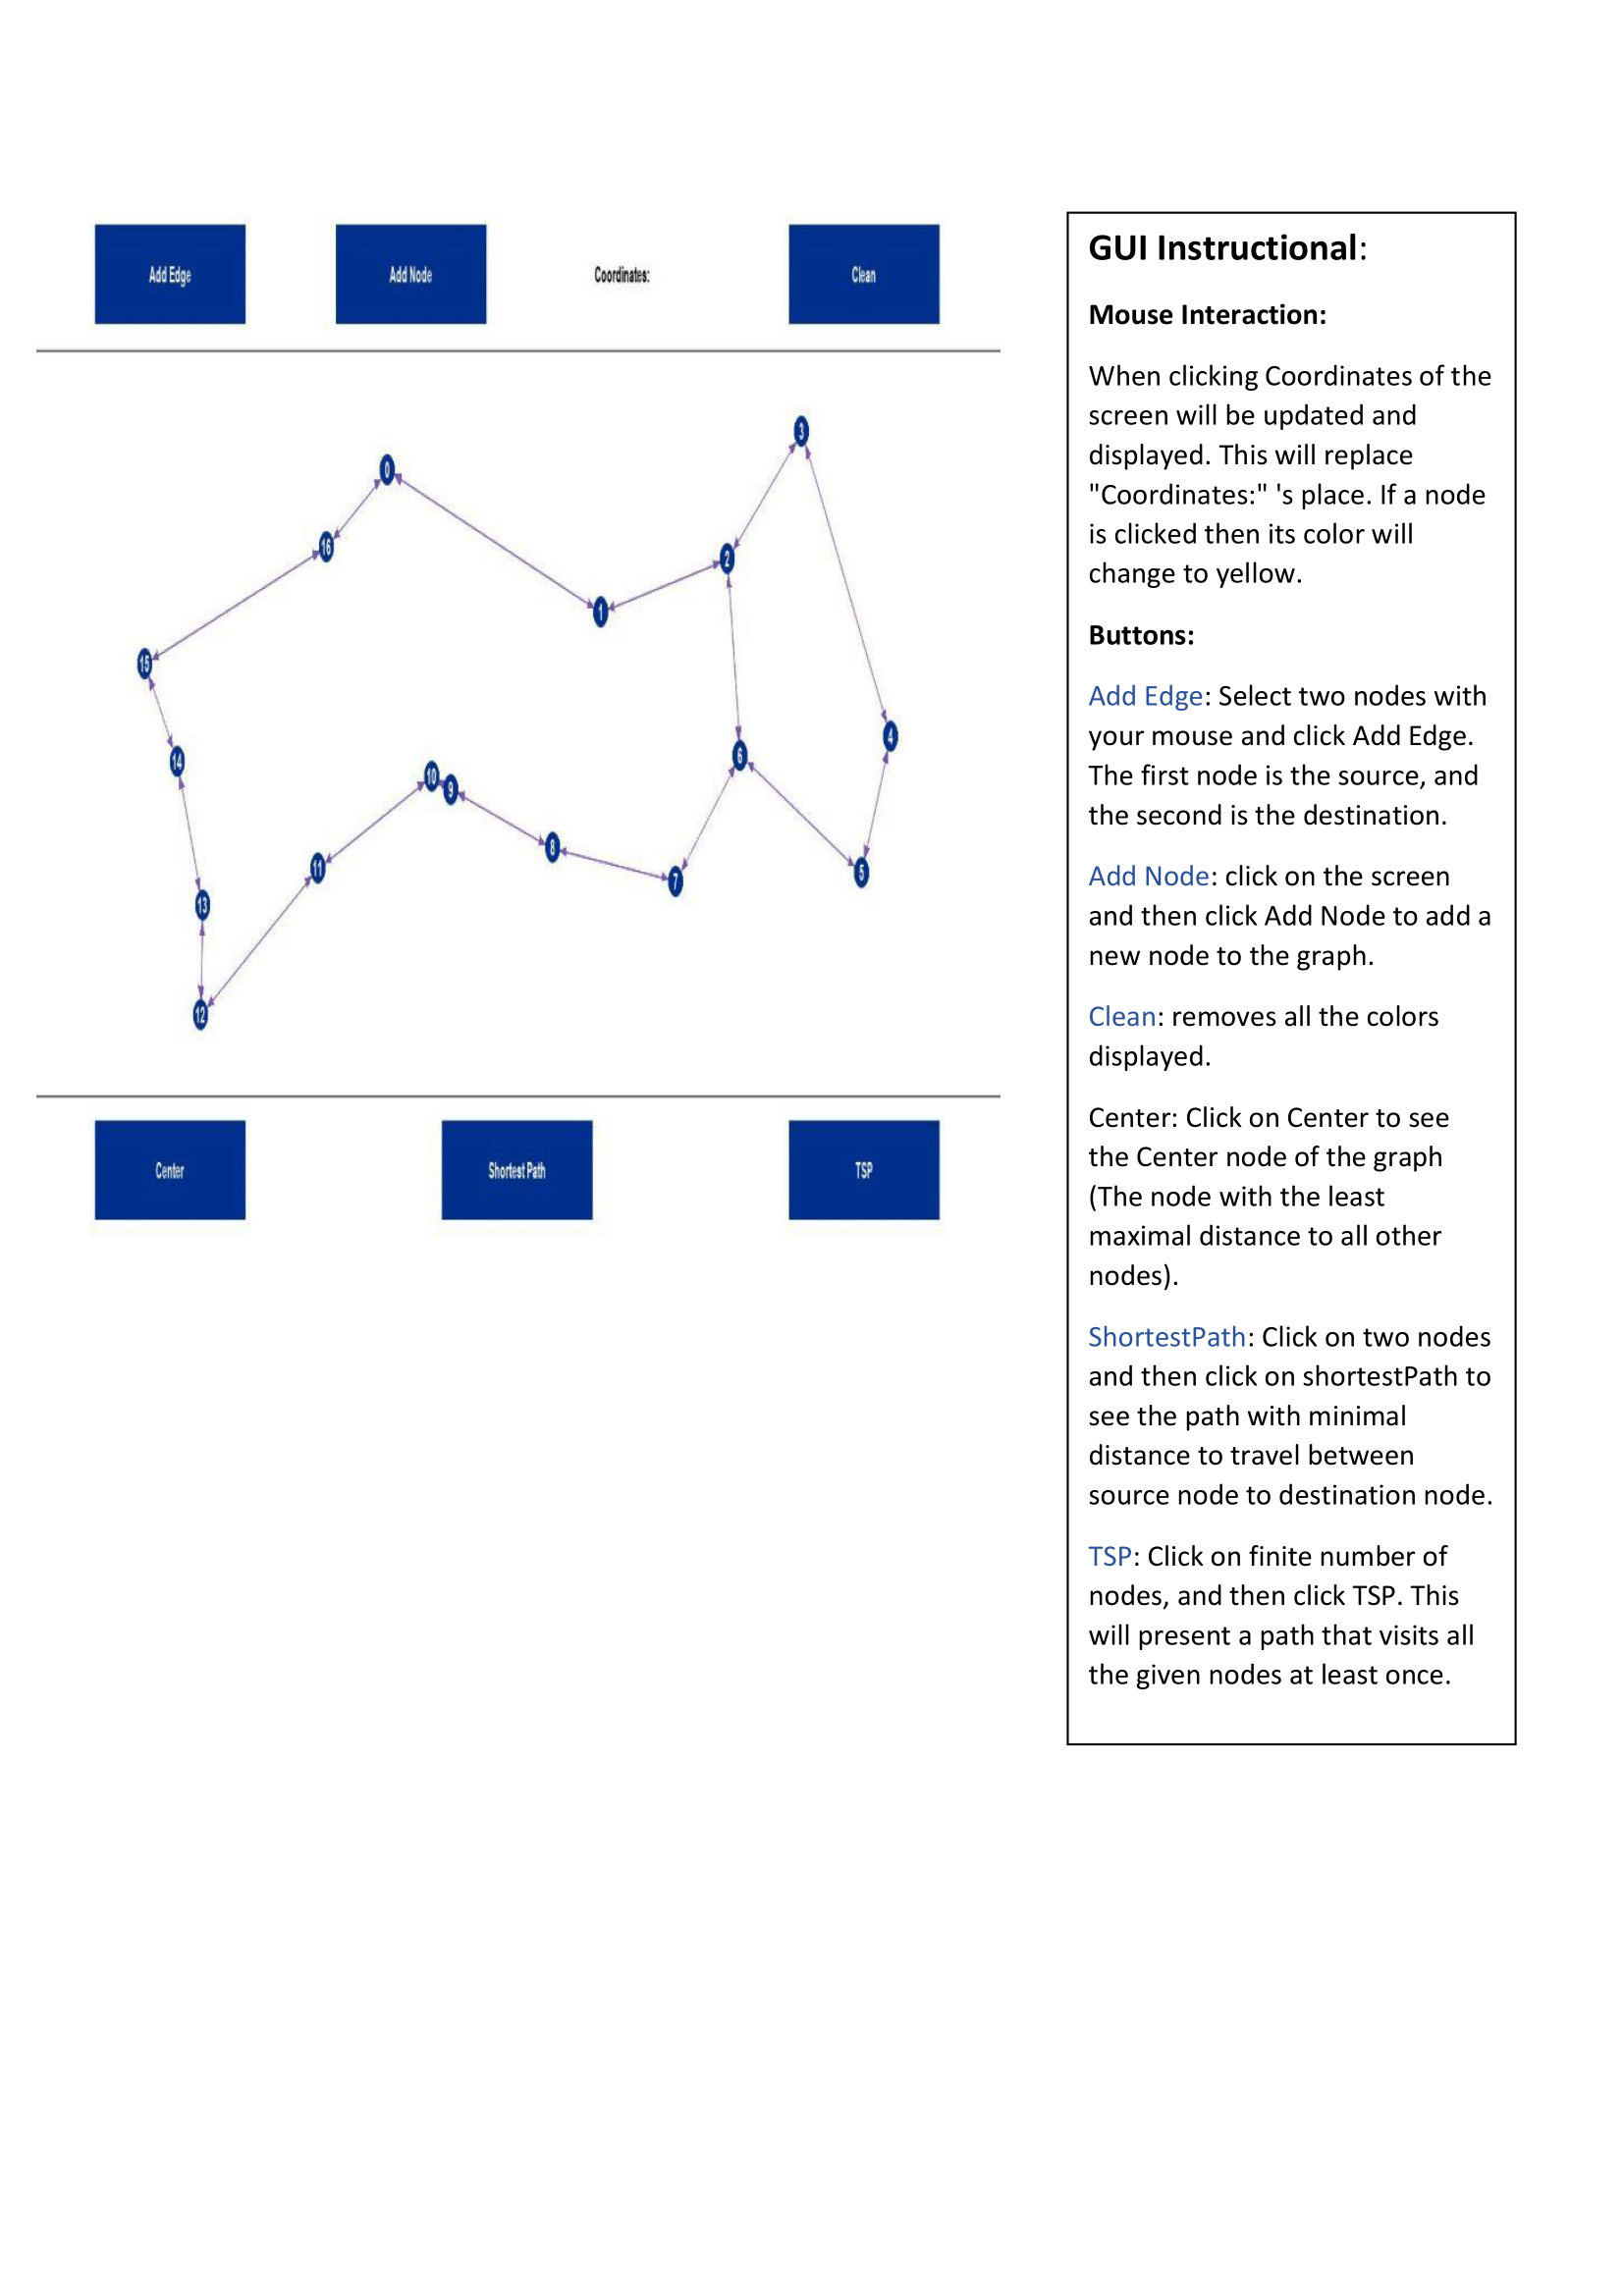 Add Edge
Add Node
Coordinates:
Clean
3
0
16
2
1
15
4
14
6
10
9
8
11
7
5
13
12
Center
Shortest Path
TSP
GUI Instructional:
Mouse Interaction:
When clicking Coordinates of the
screen will be updated and
displayed. This will replace
"Coordinates:" 's place. If a node
is clicked then its color will
change to yellow.
Buttons:
Add Edge: Select two nodes with
your mouse and click Add Edge.
The first node is the source, and
the second is the destination.
Add Node: click on the screen
and then click Add Node to add a
new node to the graph.
Clean: removes all the colors
displayed.
Center: Click on Center to see
the Center node of the graph
(The node with the least
maximal distance to all other
nodes).
ShortestPath: Click on two nodes
and then click on shortestPath to
see the path with minimal
distance to travel between
source node to destination node.
TSP: Click on finite number of
nodes, and then click TSP. This
will present a path that visits all
the given nodes at least once.